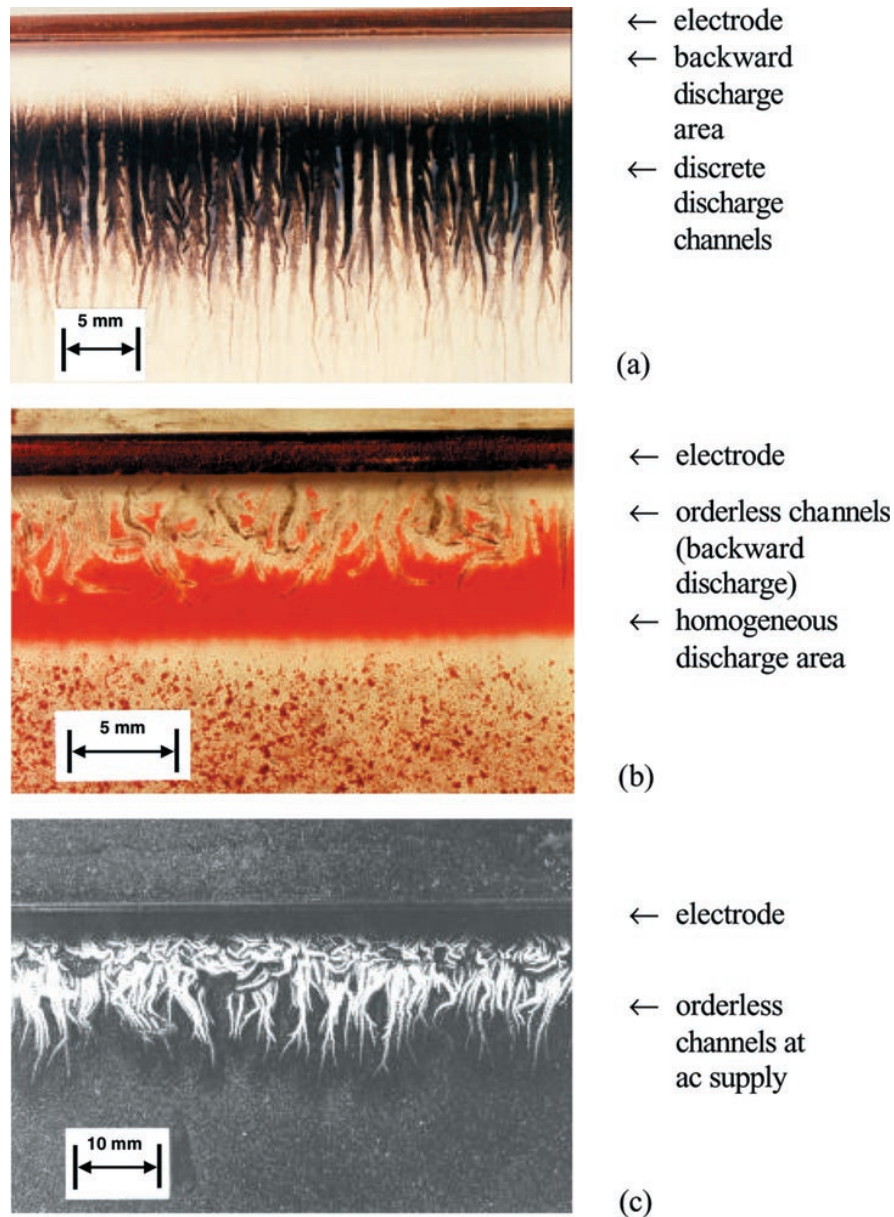 ← electrode
← backward
discharge
area
← discrete
discharge
channels
5 mm
(a)
← electrode
← orderless channels
(backward
discharge)
← homogeneous
discharge area
5 mm
(b)
← electrode
← orderless
channels at
ac supply
10 mm
(c)